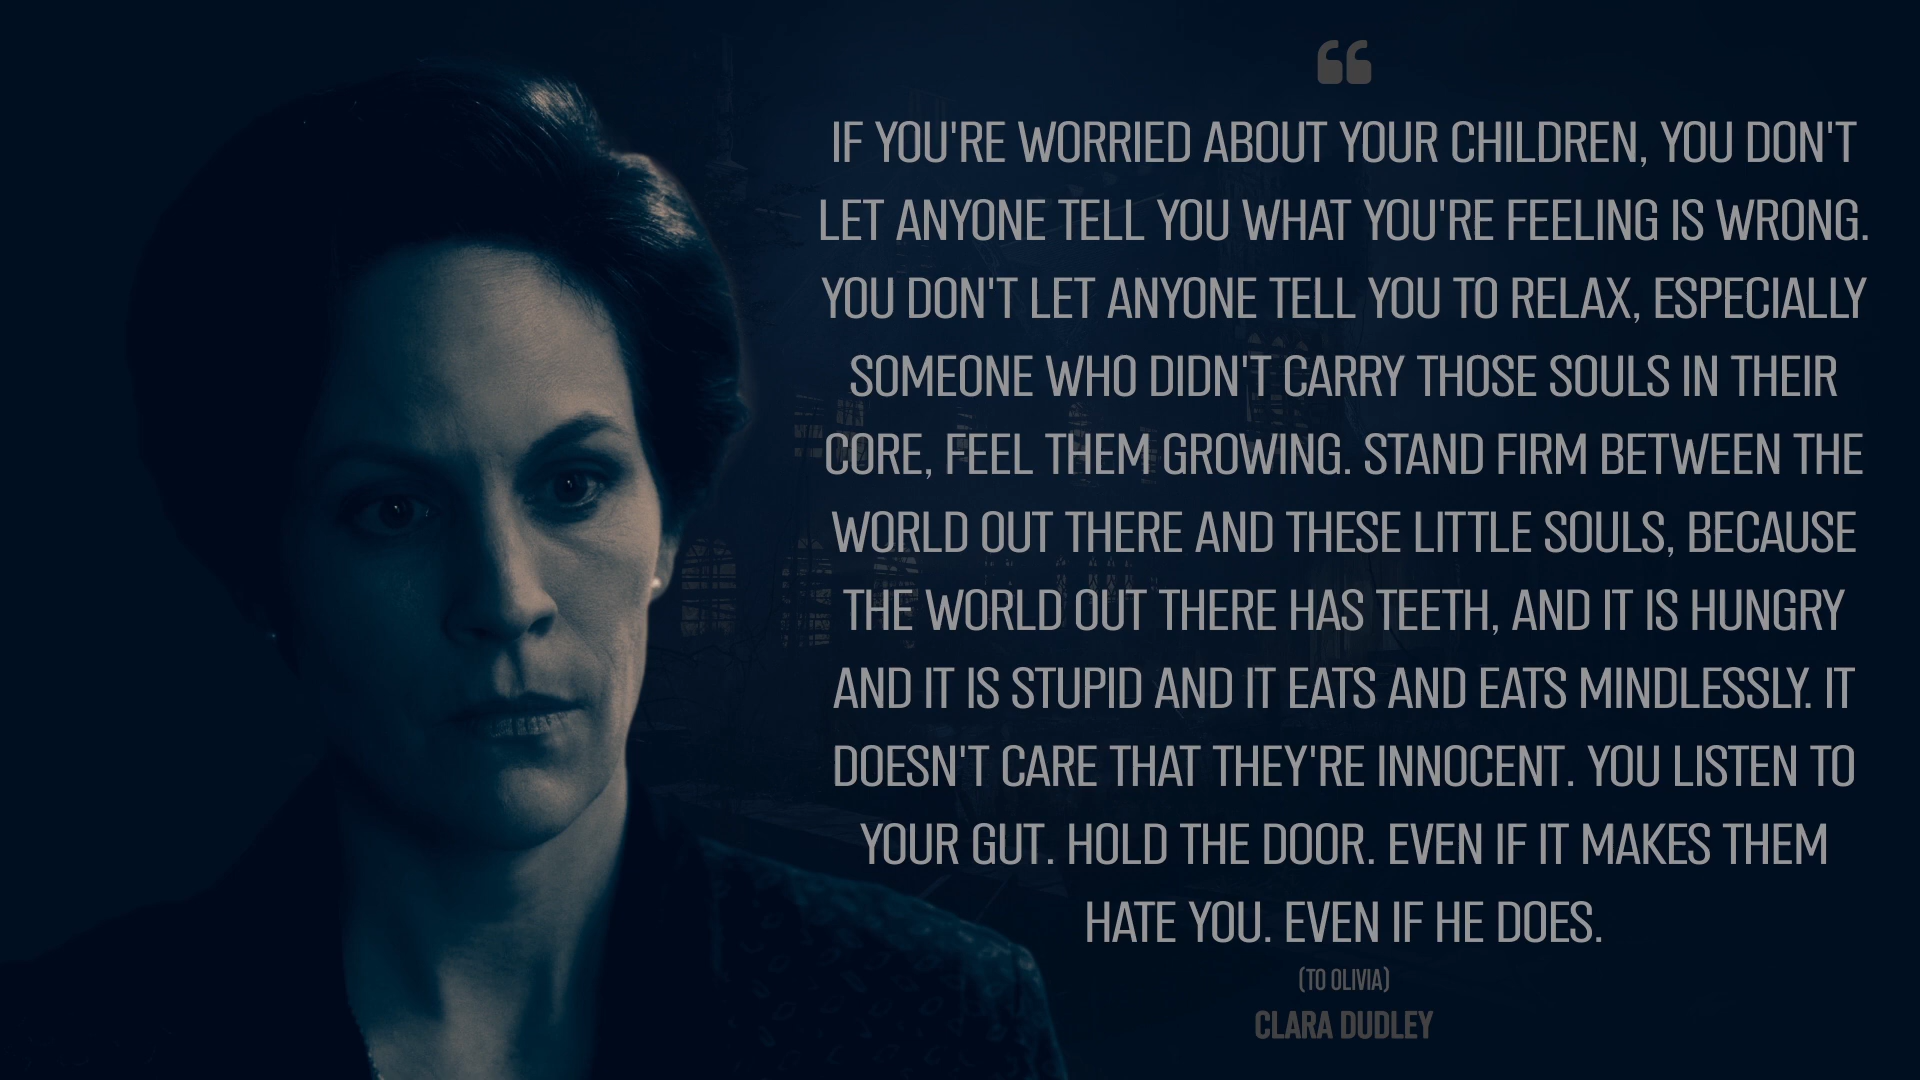 “
IF YOU'RE WORRIED ABOUT YOUR CHILDREN, YOU DON'T
LET ANYONE TELL YOU WHAT YOU'RE FEELING IS WRONG.
YOU DON'T LET ANYONE TELL YOU TO RELAX, ESPECIALLY
SOMEONE WHO DIDN'T CARRY THOSE SOULS IN THEIR
CORE, FEEL THEM GROWING. STAND FIRM BETWEEN THE
WORLD OUT THERE AND THESE LITTLE SOULS, BECAUSE
THE WORLD OUT THERE HAS TEETH, AND IT IS HUNGRY
AND IT IS STUPID AND IT EATS AND EATS MINDLESSLY. IT
DOESN'T CARE THAT THEY'RE INNOCENT. YOU LISTEN TO
YOUR GUT. HOLD THE DOOR. EVEN IF IT MAKES THEM
HATE YOU. EVEN IF HE DOES.
(TO OLIVIA)
CLARA DUDLEY